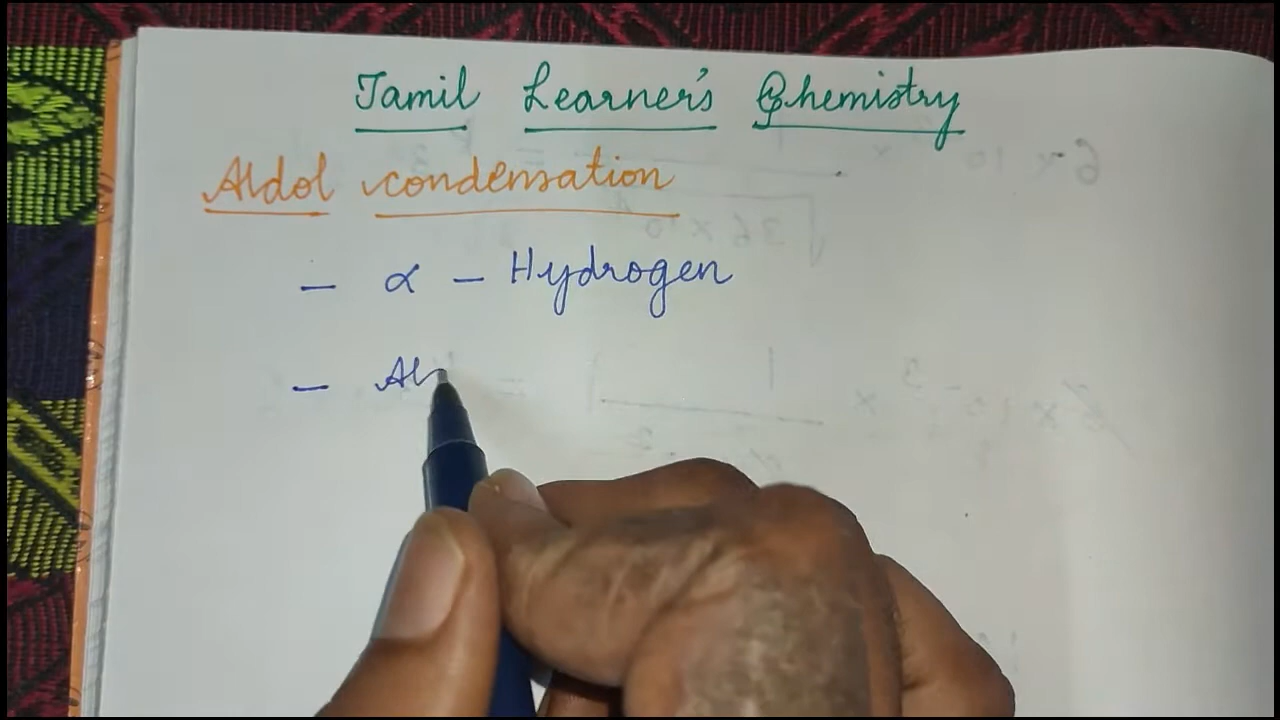 Tamil Learner's Chemistry
Aldol condensation
- α - Hydrogen
- Al